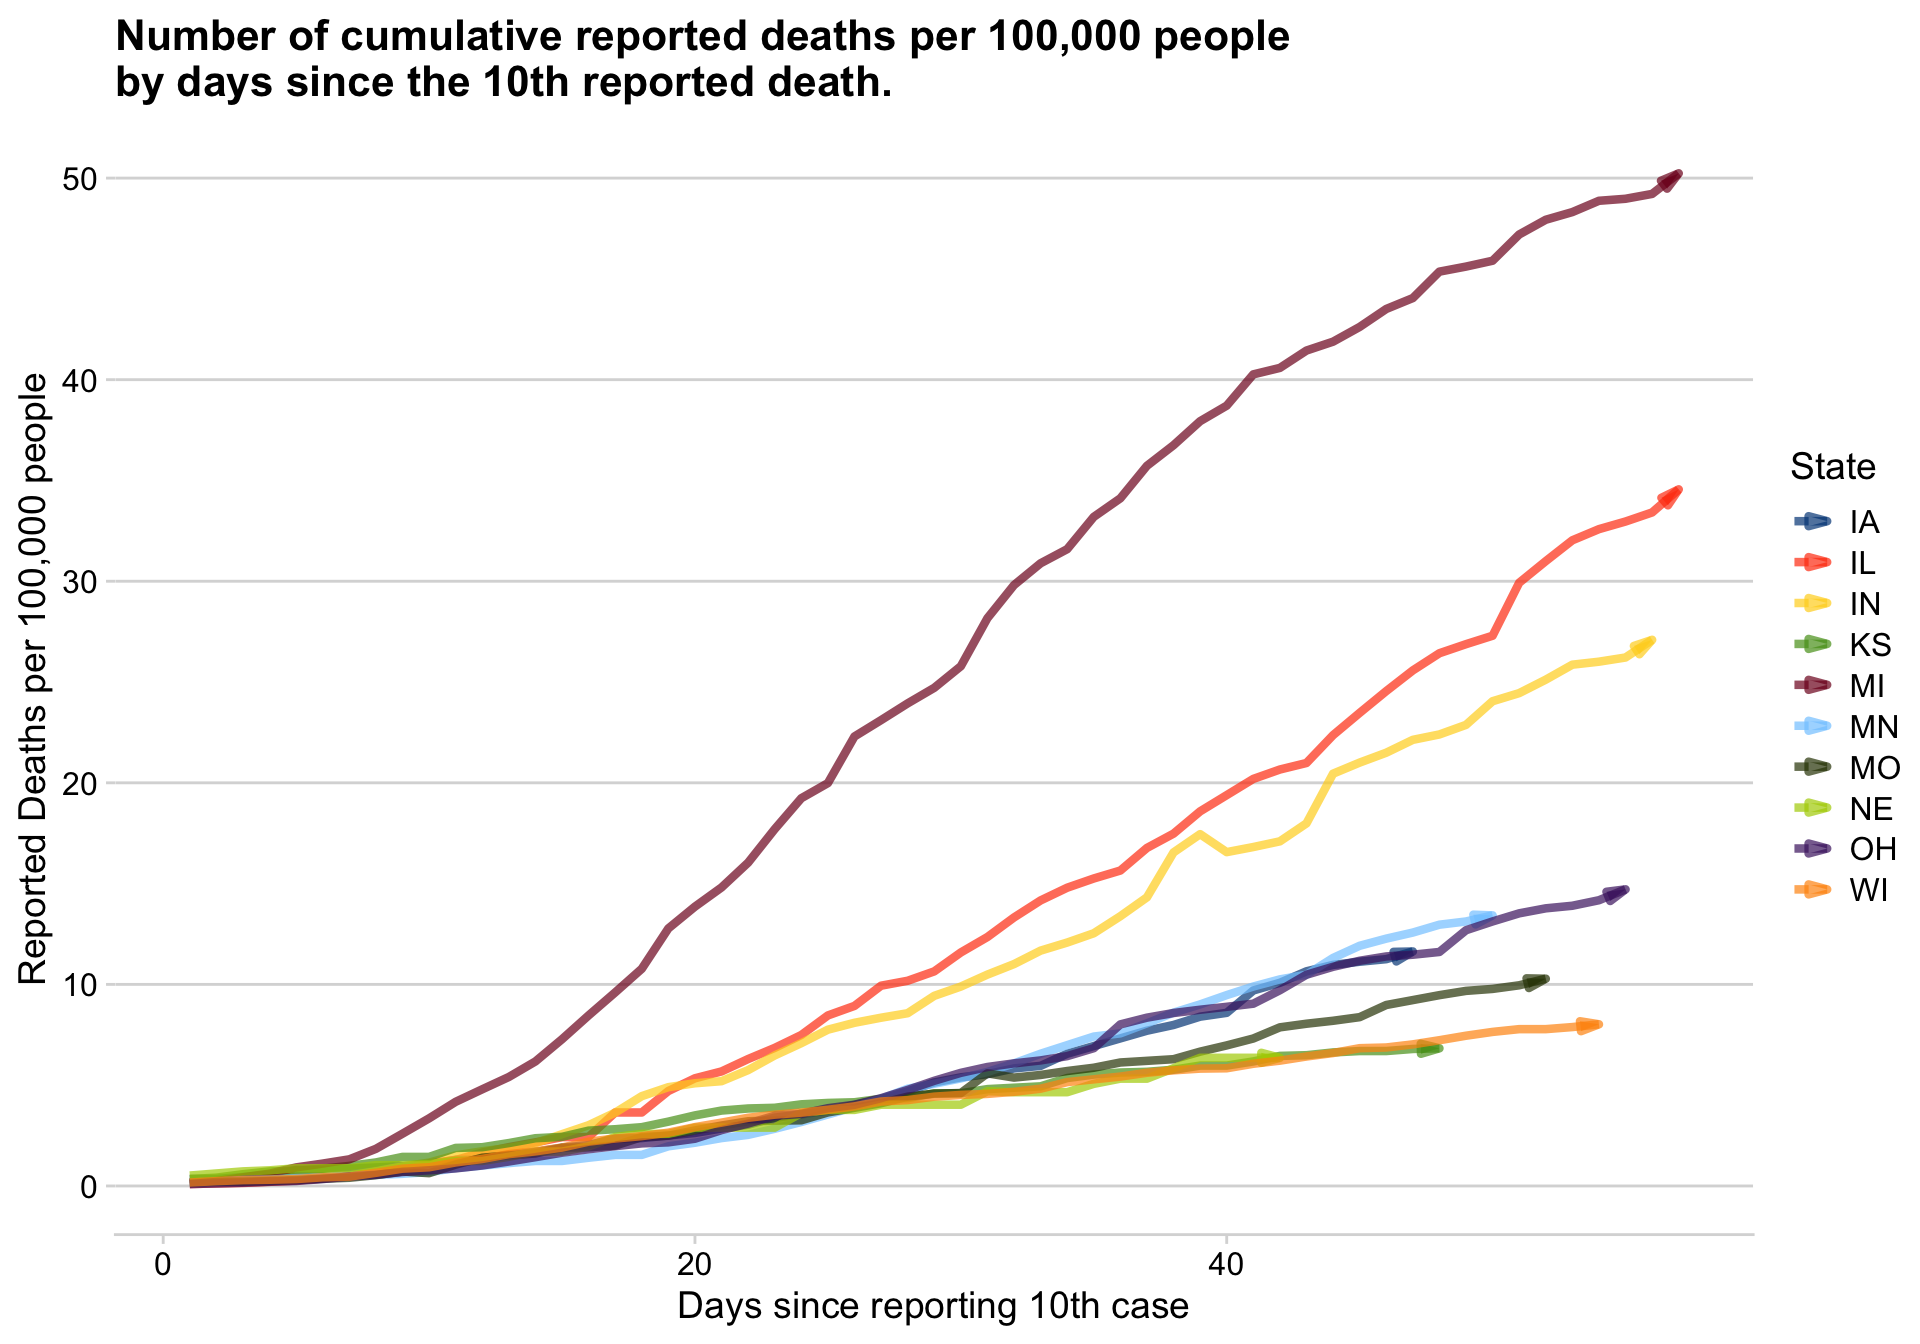 Number of cumulative reported deaths per 100,000 people
by days since the 10th reported death.
Reported Deaths per 100,000 people
50
40
30
20
10
0
0
20
40
Days since reporting 10th case
State
IA
IL
IN
KS
MI
MN
MO
NE
OH
WI